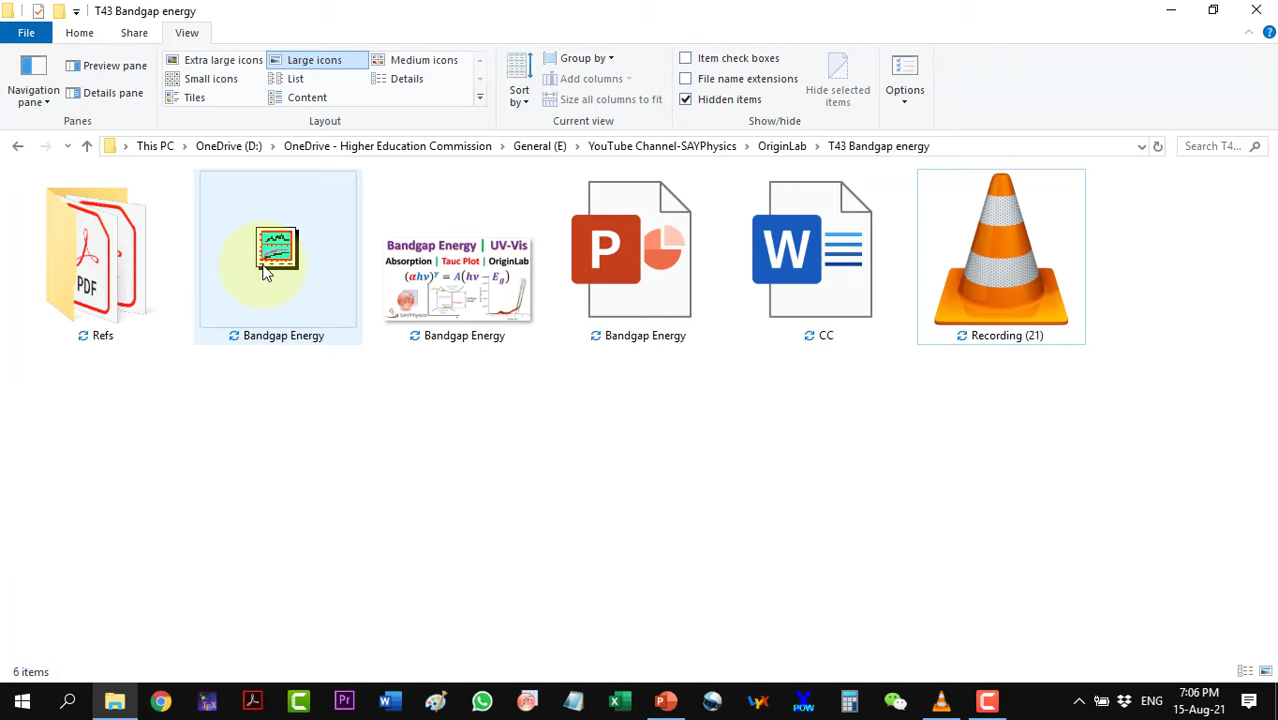 T43 Bandgap energy
File Home Share View
Navigation pane
Preview pane
Details pane
Panes
Extra large icons Large icons Medium icons
Small icons List Details
Tiles Content
Layout
Sort by
Group by
Add columns
Size all columns to fit
Current view
Item check boxes
File name extensions
Hidden items
Hide selected items
Show/hide
Options
This PC OneDrive (D:) OneDrive - Higher Education Commission General (E) YouTube Channel-SAYPhysics OriginLab T43 Bandgap energy
Search T4...
PDF
Bandgap Energy | UV-Vis
Absorption | Tauc Plot | OriginLab
(αhν)^γ = A(hν − E_g)
P
W
Refs
Bandgap Energy
Bandgap Energy
Bandgap Energy
CC
Recording (21)
6 items
ENG
7:06 PM
15-Aug-21